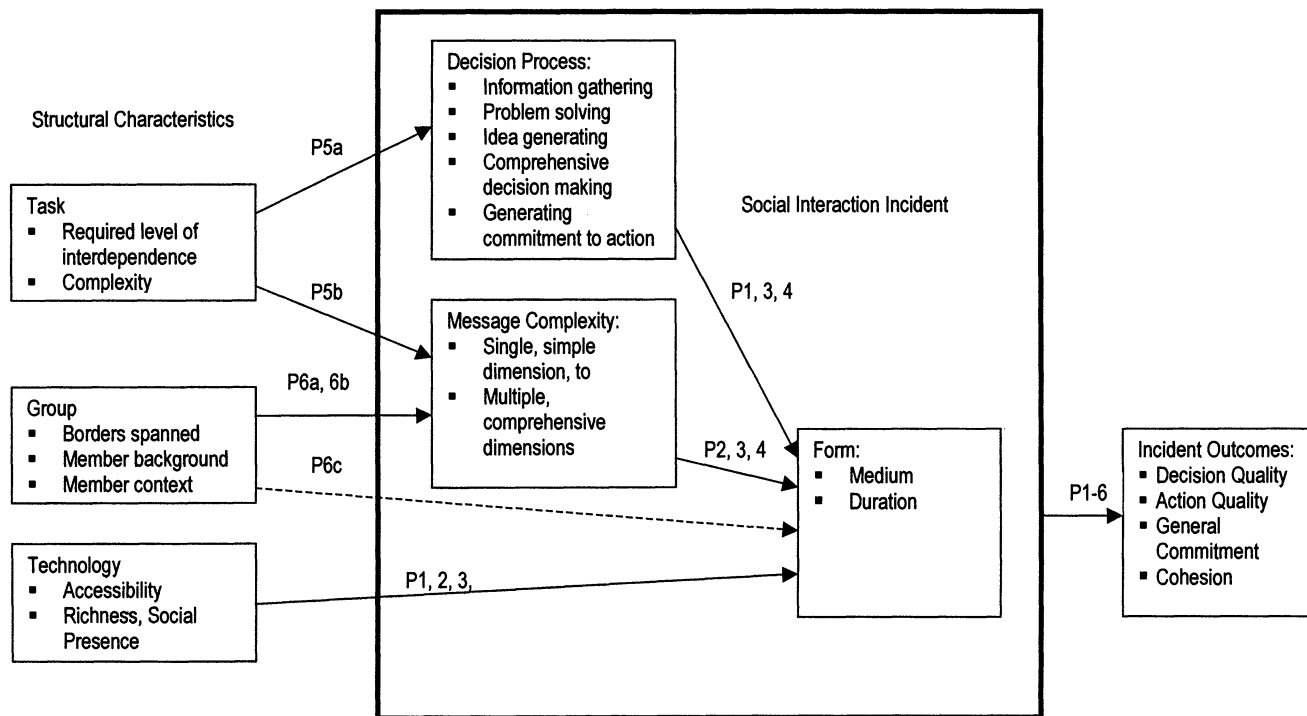 Structural Characteristics
P5a
Task
▪ Required level of
interdependence
▪ Complexity
P5b
P6a, 6b
Group
▪ Borders spanned
▪ Member background
▪ Member context
P6c
Technology
▪ Accessibility
▪ Richness, Social
Presence
P1, 2, 3,
Decision Process:
▪ Information gathering
▪ Problem solving
▪ Idea generating
▪ Comprehensive
decision making
▪ Generating
commitment to action
Social Interaction Incident
P1, 3, 4
Message Complexity:
▪ Single, simple
dimension, to
▪ Multiple,
comprehensive
dimensions
P2, 3, 4
Form:
▪ Medium
▪ Duration
P1-6
Incident Outcomes:
▪ Decision Quality
▪ Action Quality
▪ General
Commitment
▪ Cohesion